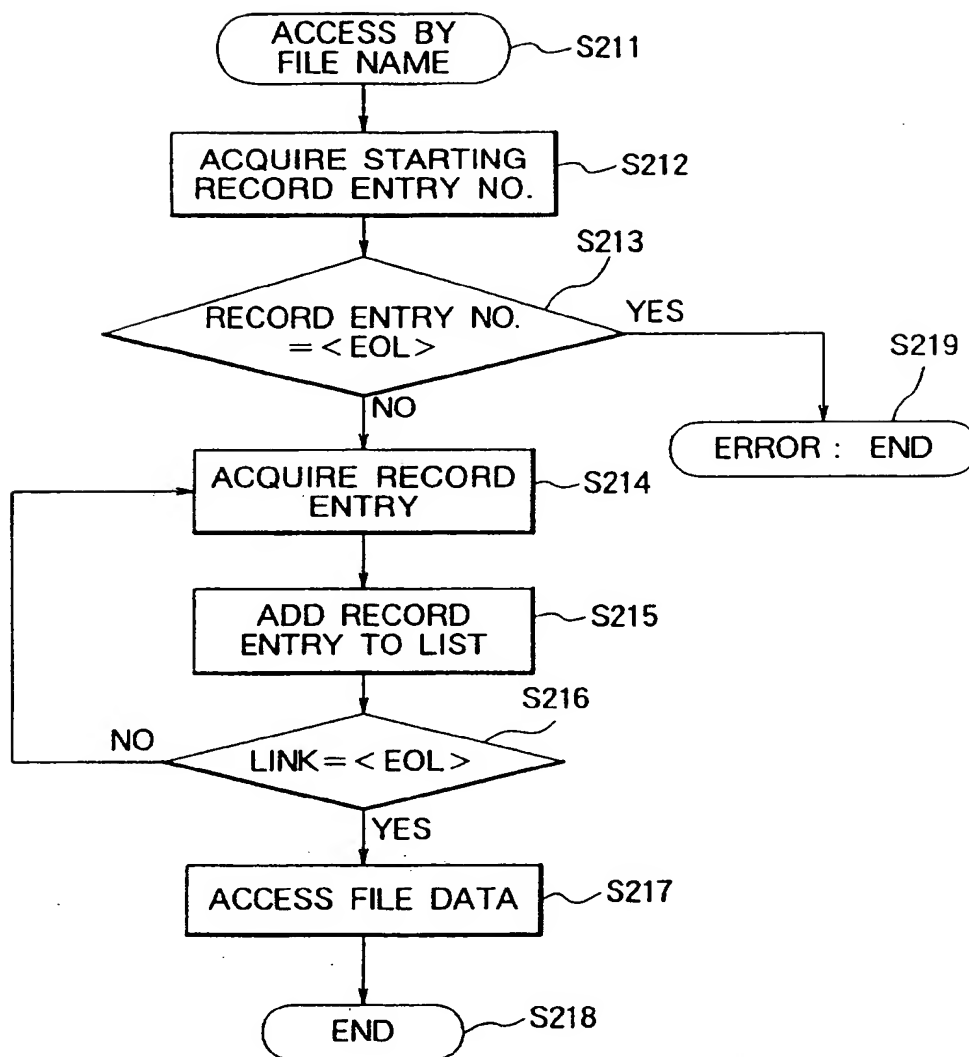 ACCESS BY
FILE NAME
S211
ACQUIRE STARTING
RECORD ENTRY NO.
S212
S213
RECORD ENTRY NO.
=<EOL>
YES
NO
S219
ERROR: END
ACQUIRE RECORD
ENTRY
S214
ADD RECORD
ENTRY TO LIST
S215
S216
NO
LINK=<EOL>
YES
ACCESS FILE DATA
S217
END
S218